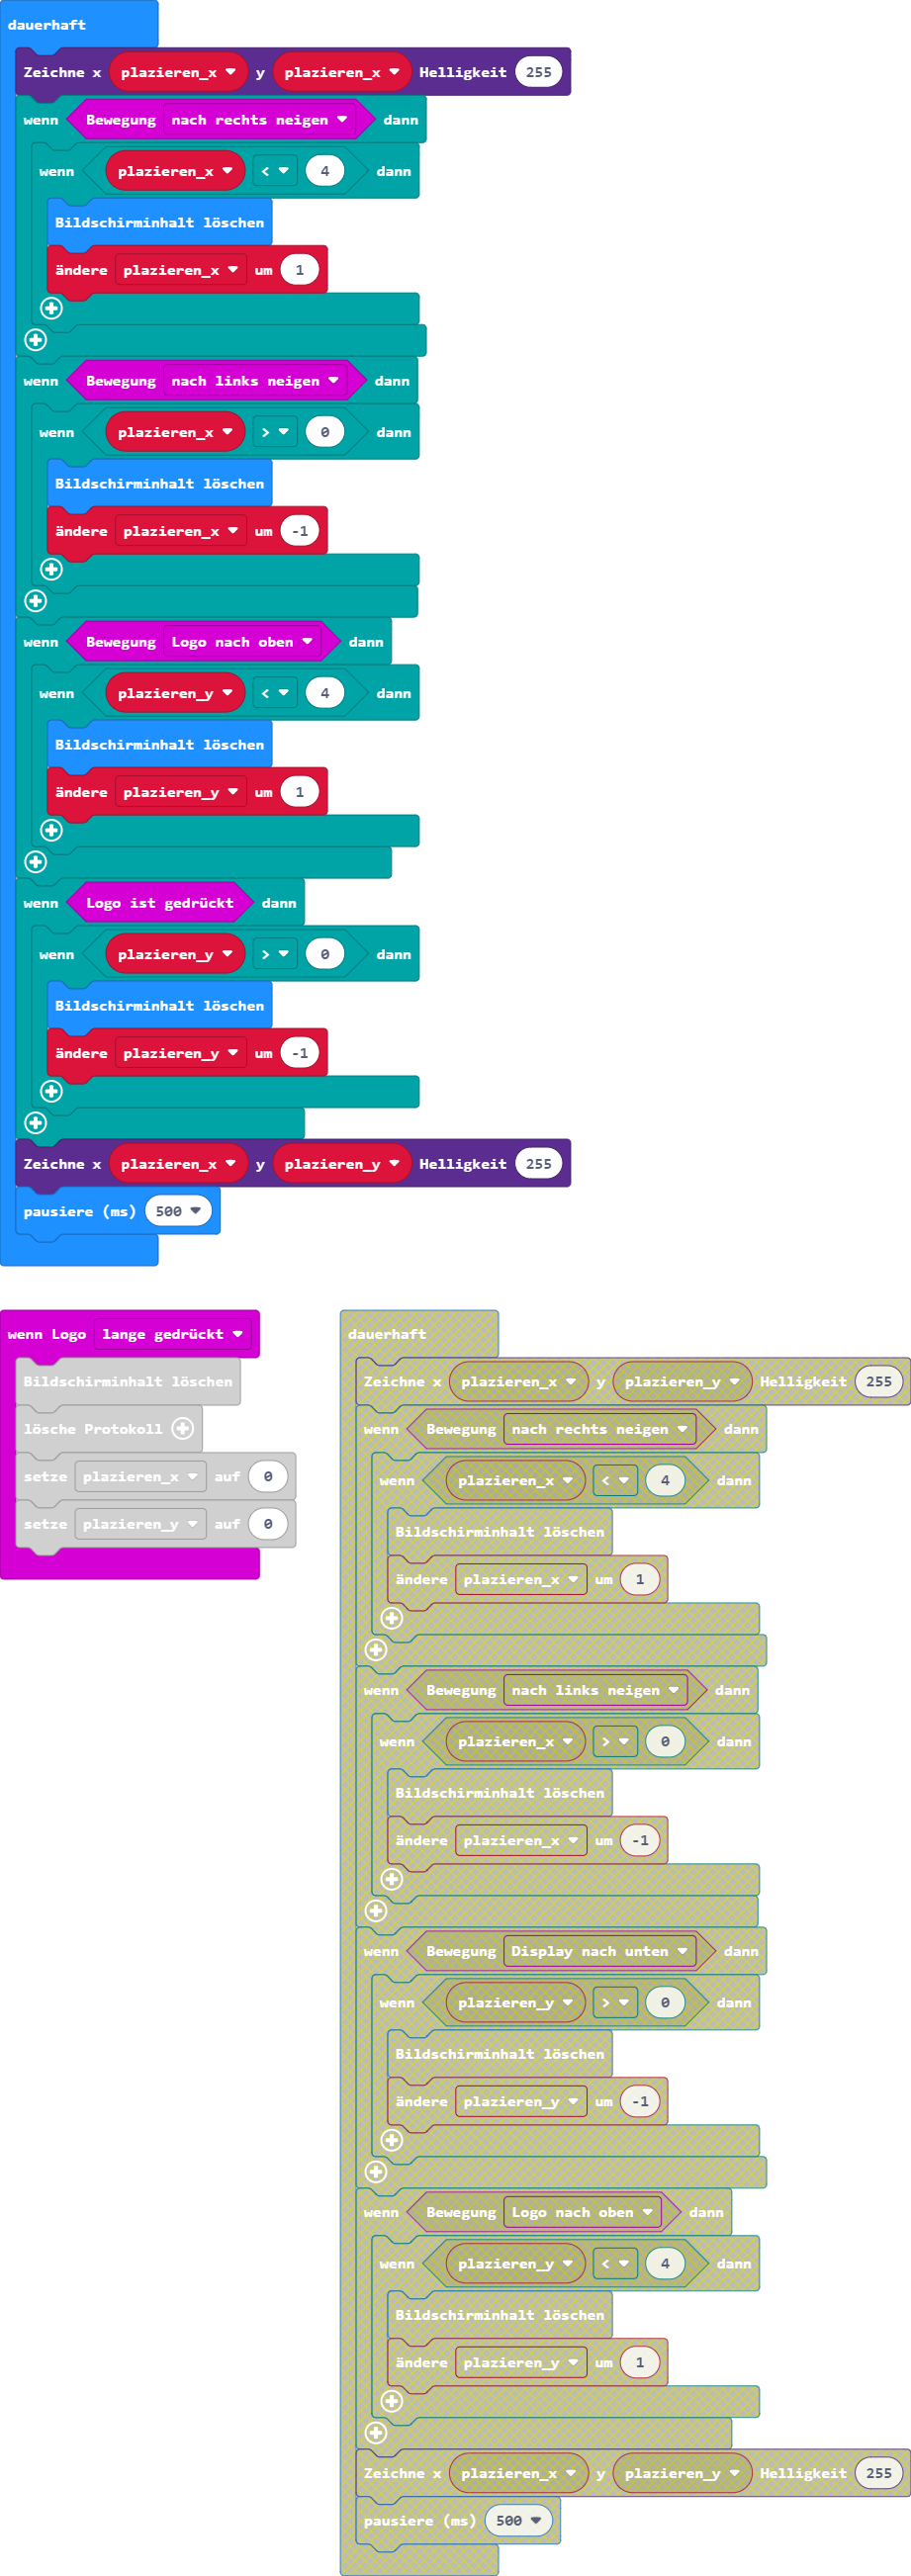 dauerhaft
Zeichne x plazieren_x y plazieren_x Helligkeit 255
wenn Bewegung nach rechts neigen dann
wenn plazieren_x < 4 dann
Bildschirminhalt löschen
ändere plazieren_x um 1
wenn Bewegung nach links neigen dann
wenn plazieren_x > 0 dann
Bildschirminhalt löschen
ändere plazieren_x um -1
wenn Bewegung Logo nach oben dann
wenn plazieren_y < 4 dann
Bildschirminhalt löschen
ändere plazieren_y um 1
wenn Logo ist gedrückt dann
wenn plazieren_y > 0 dann
Bildschirminhalt löschen
ändere plazieren_y um -1
Zeichne x plazieren_x y plazieren_y Helligkeit 255
pausiere (ms) 500
wenn Logo lange gedrückt
Bildschirminhalt löschen
lösche Protokoll
setze plazieren_x auf 0
setze plazieren_y auf 0
dauerhaft
Zeichne x plazieren_x y plazieren_y Helligkeit 255
wenn Bewegung nach rechts neigen dann
wenn plazieren_x < 4 dann
Bildschirminhalt löschen
ändere plazieren_x um 1
wenn Bewegung nach links neigen dann
wenn plazieren_x > 0 dann
Bildschirminhalt löschen
ändere plazieren_x um -1
wenn Bewegung Display nach unten dann
wenn plazieren_y > 0 dann
Bildschirminhalt löschen
ändere plazieren_y um -1
wenn Bewegung Logo nach oben dann
wenn plazieren_y < 4 dann
Bildschirminhalt löschen
ändere plazieren_y um 1
Zeichne x plazieren_x y plazieren_y Helligkeit 255
pausiere (ms) 500